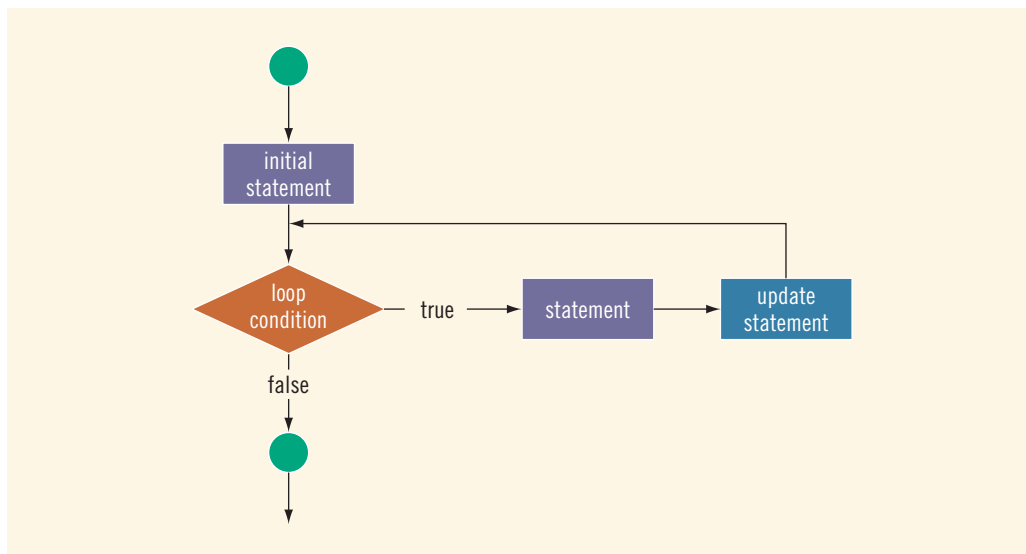 initial
statement
loop
condition
true
statement
update
statement
false